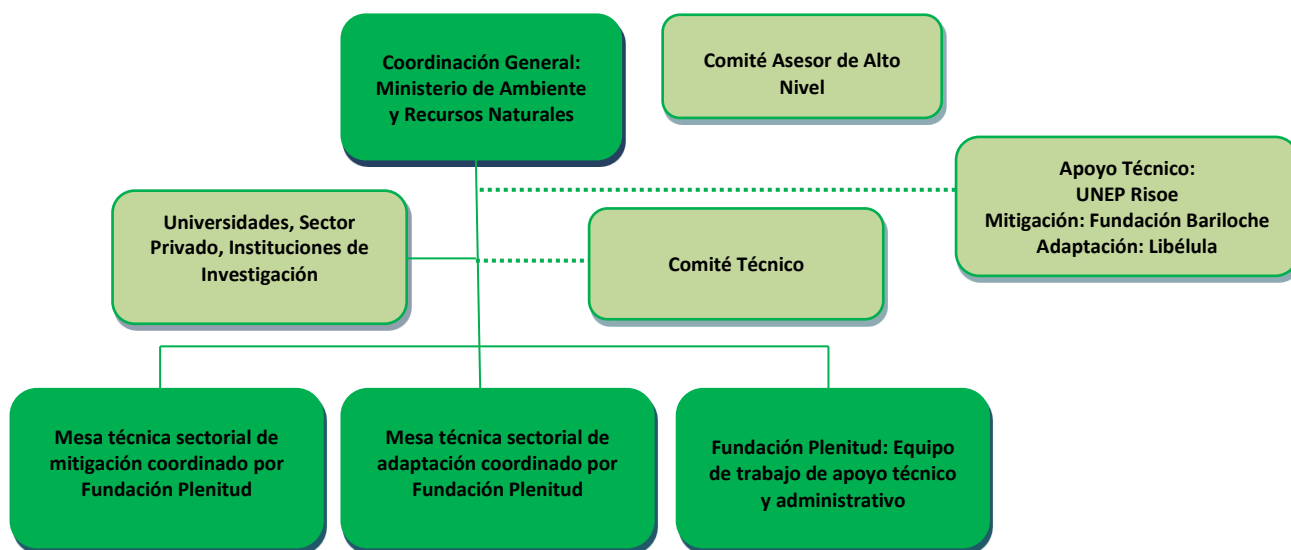 Coordinación General:
Ministerio de Ambiente
y Recursos Naturales
Comité Asesor de Alto
Nivel
Apoyo Técnico:
UNEP Risoe
Mitigación: Fundación Bariloche
Adaptación: Libélula
Universidades, Sector
Privado, Instituciones de
Investigación
Comité Técnico
Mesa técnica sectorial de
mitigación coordinado por
Fundación Plenitud
Mesa técnica sectorial de
adaptación coordinado por
Fundación Plenitud
Fundación Plenitud: Equipo
de trabajo de apoyo técnico
y administrativo